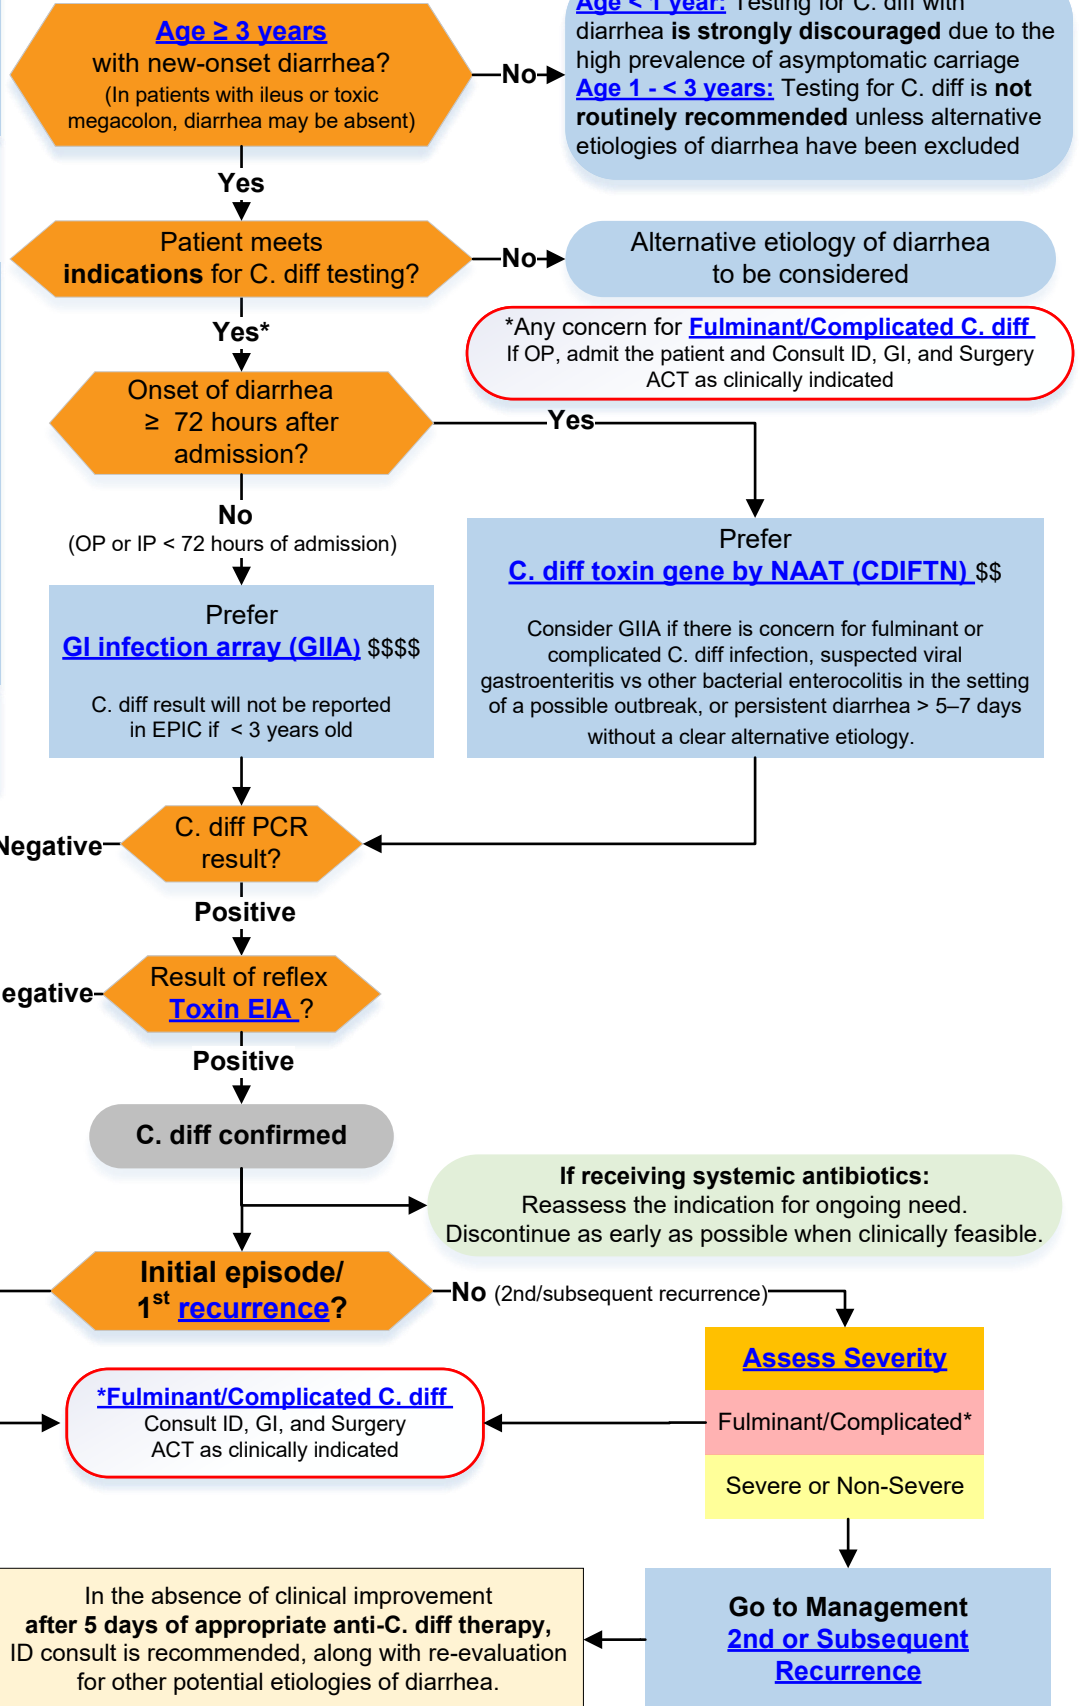 Age ≥ 3 years
with new-onset diarrhea?
(In patients with ileus or toxic
megacolon, diarrhea may be absent)
No
Age < 1 year: Testing for C. diff with
diarrhea is strongly discouraged due to the
high prevalence of asymptomatic carriage
Age 1 - < 3 years: Testing for C. diff is not
routinely recommended unless alternative
etiologies of diarrhea have been excluded
Yes
Patient meets
indications for C. diff testing?
No
Alternative etiology of diarrhea
to be considered
Yes*
*Any concern for Fulminant/Complicated C. diff
If OP, admit the patient and Consult ID, GI, and Surgery
ACT as clinically indicated
Onset of diarrhea
≥ 72 hours after
admission?
Yes
No
(OP or IP < 72 hours of admission)
Prefer
C. diff toxin gene by NAAT (CDIFTN) $$
Consider GIIA if there is concern for fulminant or
complicated C. diff infection, suspected viral
gastroenteritis vs other bacterial enterocolitis in the setting
of a possible outbreak, or persistent diarrhea > 5–7 days
without a clear alternative etiology.
Prefer
GI infection array (GIIA) $$$$
C. diff result will not be reported
in EPIC if < 3 years old
C. diff PCR
result?
Negative
Positive
Result of reflex
Toxin EIA ?
egative
Positive
C. diff confirmed
If receiving systemic antibiotics:
Reassess the indication for ongoing need.
Discontinue as early as possible when clinically feasible.
Initial episode/
1st recurrence?
No (2nd/subsequent recurrence)
Assess Severity
Fulminant/Complicated*
Severe or Non-Severe
*Fulminant/Complicated C. diff
Consult ID, GI, and Surgery
ACT as clinically indicated
Go to Management
2nd or Subsequent
Recurrence
In the absence of clinical improvement
after 5 days of appropriate anti-C. diff therapy,
ID consult is recommended, along with re-evaluation
for other potential etiologies of diarrhea.